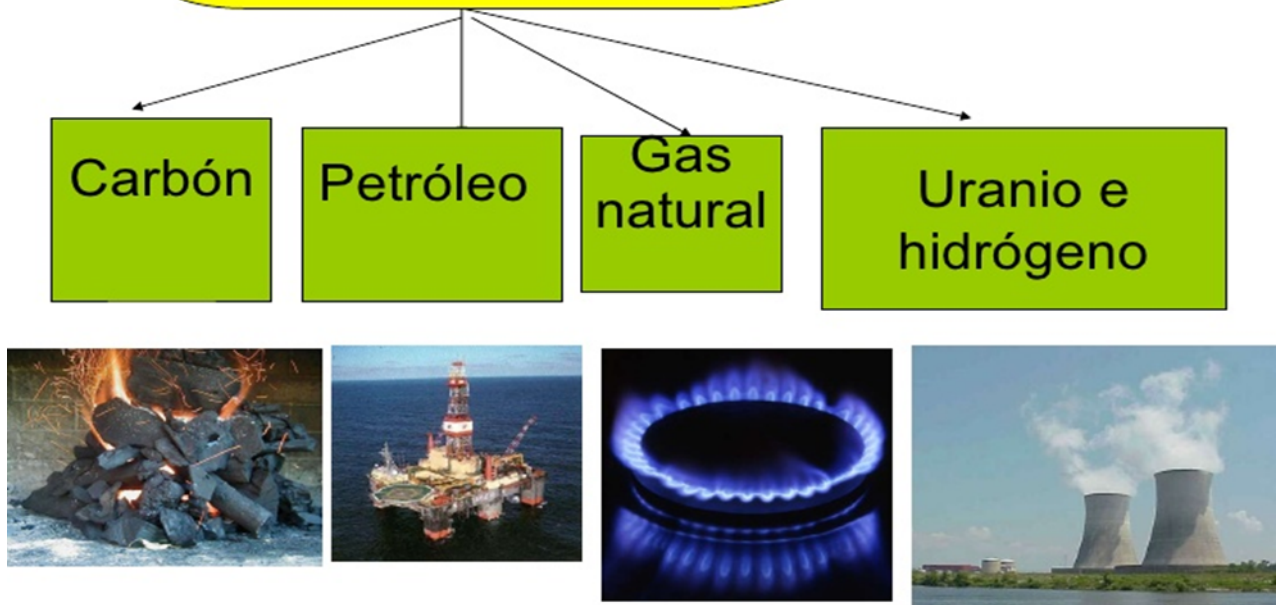 Carbón
Petróleo
Gas
natural
Uranio e
hidrógeno